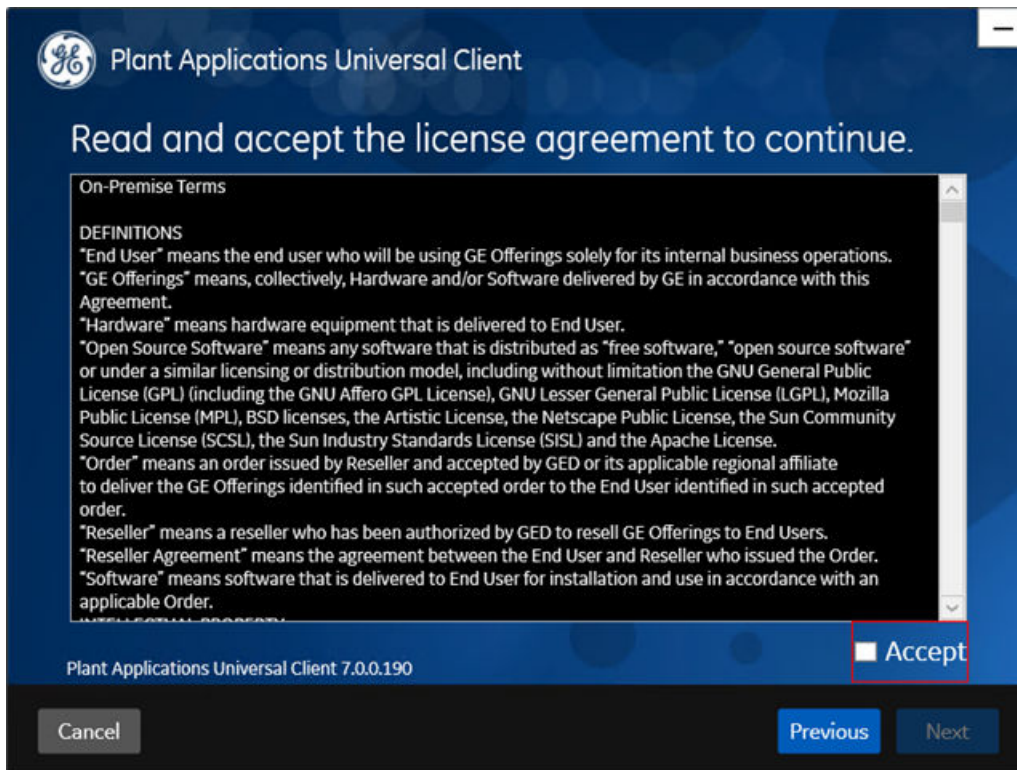 Plant Applications Universal Client
Read and accept the license agreement to continue.
On-Premise Terms
DEFINITIONS
"End User" means the end user who will be using GE Offerings solely for its internal business operations.
"GE Offerings" means, collectively, Hardware and/or Software delivered by GE in accordance with this
Agreement.
"Hardware" means hardware equipment that is delivered to End User.
"Open Source Software" means any software that is distributed as "free software," "open source software"
or under a similar licensing or distribution model, including without limitation the GNU General Public
License (GPL) (including the GNU Affero GPL License), GNU Lesser General Public License (LGPL), Mozilla
Public License (MPL), BSD licenses, the Artistic License, the Netscape Public License, the Sun Community
Source License (SCSL), the Sun Industry Standards License (SISL) and the Apache License.
"Order" means an order issued by Reseller and accepted by GED or its applicable regional affiliate
to deliver the GE Offerings identified in such accepted order to the End User identified in such accepted
order.
"Reseller" means a reseller who has been authorized by GED to resell GE Offerings to End Users.
"Reseller Agreement" means the agreement between the End User and Reseller who issued the Order.
"Software" means software that is delivered to End User for installation and use in accordance with an
applicable Order.
INTELLECTUAL PROPERTY
Accept
Plant Applications Universal Client 7.0.0.190
Cancel
Previous
Next